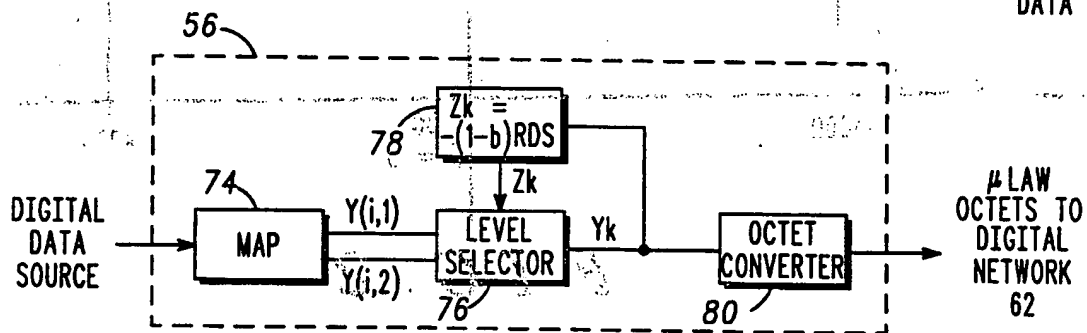 DATA
56
Zk =
-(1-b)RDS
78
Zk
74
DIGITAL
DATA
SOURCE
MAP
Y(i,1)
Y(i,2)
LEVEL
SELECTOR
76
Yk
OCTET
CONVERTER
80
μ LAW
OCTETS TO
DIGITAL
NETWORK
62